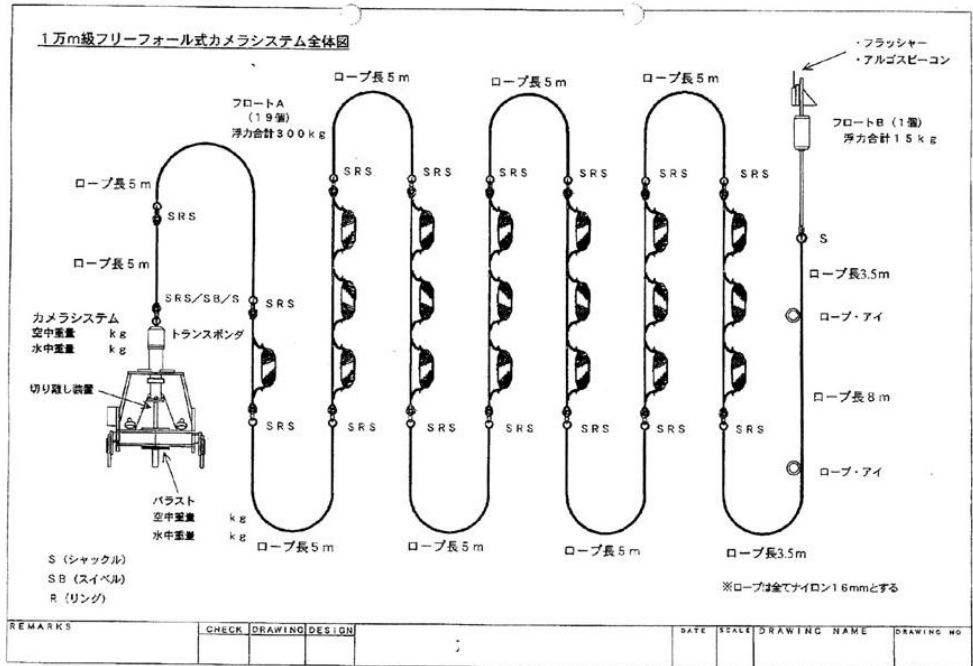 1万m級フリーフォール式カメラシステム全体図
・フラッシャー
・アルゴスビーコン
ロープ長5m
ロープ長5m
ロープ長5m
フロートA
(19個)
浮力合計300kg
フロートB (1個)
浮力合計15kg
SRS
SRS
SRS
SRS
SRS
SRS
ロープ長5m
SRS
S
ロープ長5m
ロープ長3.5m
SRS/SB/S
SRS
カメラシステム
空中重量 kg
水中重量 kg
トランスポンダ
ロープ・アイ
切り離し装置
ロープ長8m
SRS
SRS
SRS
SRS
SRS
SRS
SRS
ロープ・アイ
バラスト
空中重量 kg
水中重量 kg
ロープ長5m
ロープ長5m
ロープ長5m
ロープ長3.5m
S (シャックル)
SB (スイベル)
R (リング)
※ロープは全てナイロン16mmとする
REMARKS
CHECK
DRAWING
DESIGN
DATE
SCALE
DRAWING NAME
DRAWING NO